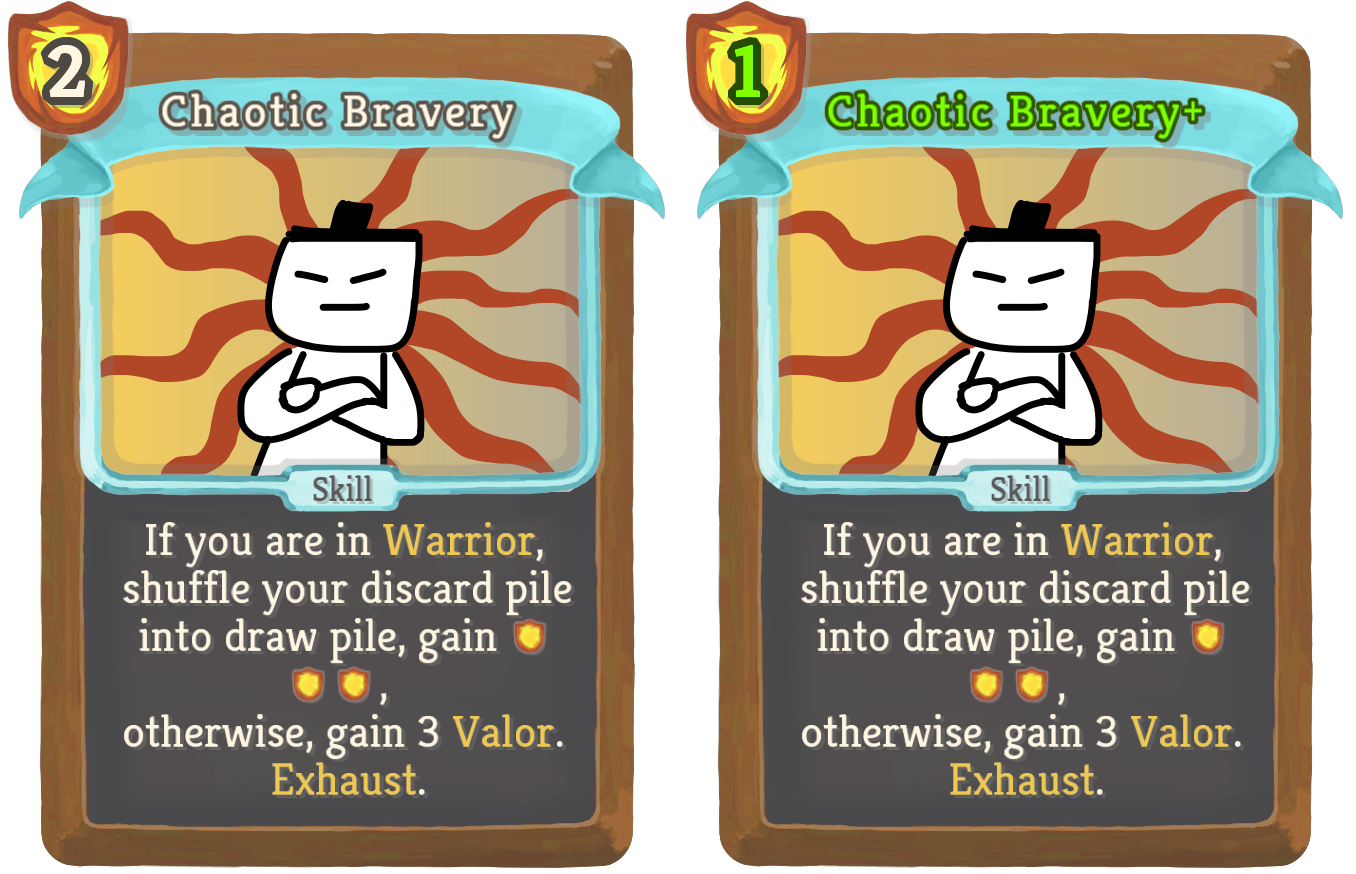 2
Chaotic Bravery
Skill
If you are in Warrior,
shuffle your discard pile
into draw pile, gain
,
otherwise, gain 3 Valor.
Exhaust.
1
Chaotic Bravery+
Skill
If you are in Warrior,
shuffle your discard pile
into draw pile, gain
,
otherwise, gain 3 Valor.
Exhaust.